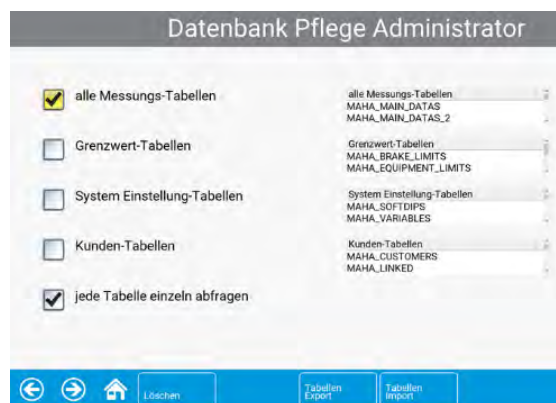 Datenbank Pflege Administrator
alle Messungs-Tabellen
alle Messungs-Tabellen
MAHA_MAIN_DATAS
MAHA_MAIN_DATAS_2
Grenzwert-Tabellen
Grenzwert-Tabellen
MAHA_BRAKE_LIMITS
MAHA_EQUIPMENT_LIMITS
System Einstellung-Tabellen
System Einstellung-Tabellen
MAHA_SOFTDIPS
MAHA_VARIABLES
Kunden-Tabellen
Kunden-Tabellen
MAHA_CUSTOMERS
MAHA_LINKED
jede Tabelle einzeln abfragen
Löschen
Tabellen
Export
Tabellen
Import